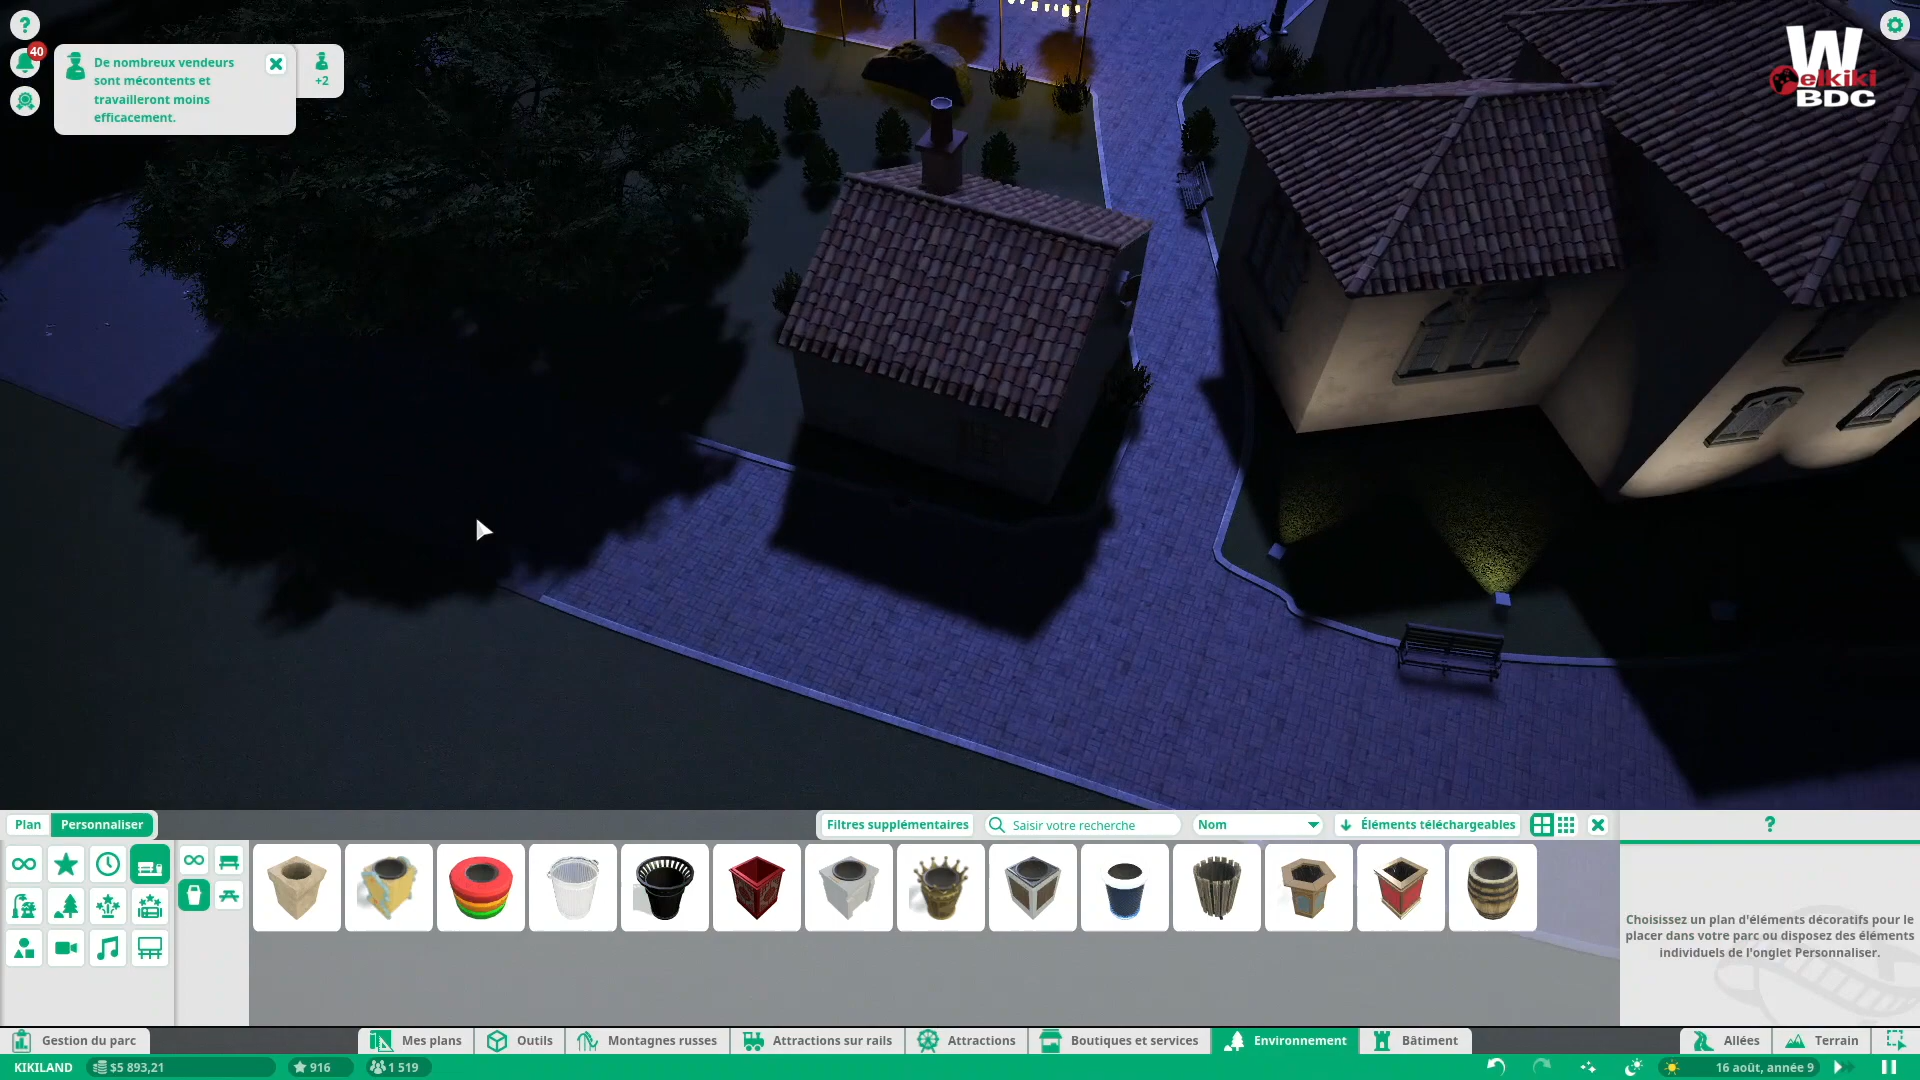 ?
40
De nombreux vendeurs
sont mécontents et
travailleront moins
efficacement.
+2
Welkiki
BDC
Plan
Personnaliser
Filtres supplémentaires
Saisir votre recherche
Nom
Éléments téléchargeables
?
Choisissez un plan d'éléments décoratifs pour le
placer dans votre parc ou disposez des éléments
individuels de l'onglet Personnaliser.
Gestion du parc
Mes plans
Outils
Montagnes russes
Attractions sur rails
Attractions
Boutiques et services
Environnement
Bâtiment
Allées
Terrain
KIKILAND
$5 893,21
916
1 519
16 août, année 9